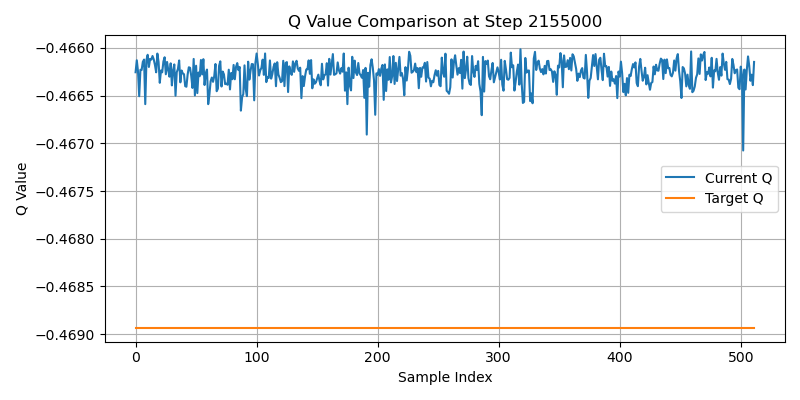 Q Value Comparison at Step 2155000
Q Value
−0.4660
−0.4665
−0.4670
−0.4675
−0.4680
−0.4685
−0.4690
Current Q
Target Q
0 100 200 300 400 500
Sample Index